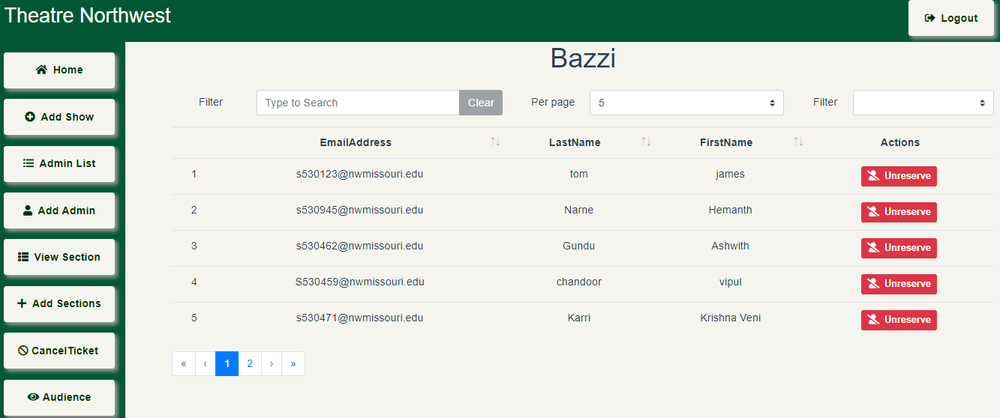 Theatre Northwest
Logout
Home
Add Show
Admin List
Add Admin
View Section
Add Sections
CancelTicket
Audience
Bazzi
Filter Type to Search Clear Per page 5 Filter
EmailAddress LastName FirstName Actions
1 s530123@nwmissouri.edu tom james Unreserve
2 s530945@nwmissouri.edu Narne Hemanth Unreserve
3 s530462@nwmissouri.edu Gundu Ashwith Unreserve
4 S530459@nwmissouri.edu chandoor vipul Unreserve
5 s530471@nwmissouri.edu Karri Krishna Veni Unreserve
« ‹ 1 2 › »